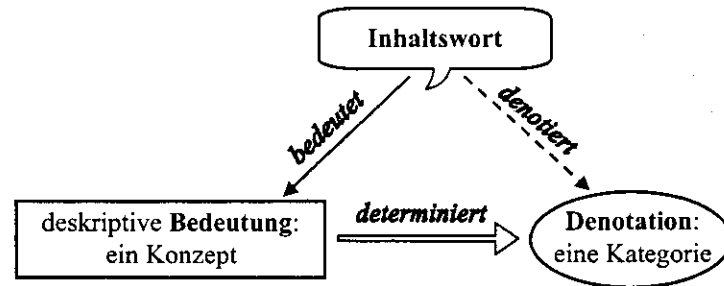 Inhaltswort
bedeutet
denotiert
deskriptive Bedeutung:
ein Konzept
determiniert
Denotation:
eine Kategorie